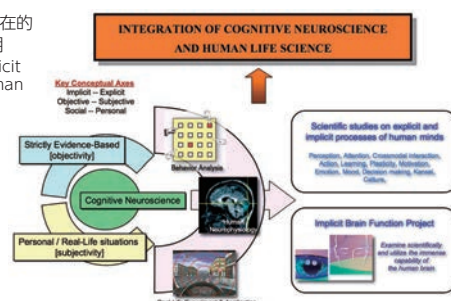 在的
icit
man
INTEGRATION OF COGNITIVE NEUROSCIENCE
AND HUMAN LIFE SCIENCE
Key Conceptual Axes
Implicit -- Explicit
Objective -- Subjective
Social -- Personal
Strictly Evidence-Based
[objectivity]
Behavior Analysis
Cognitive Neuroscience
Human
Neurophysiology
Personal / Real-Life situations
[subjectivity]
Scientific studies on explicit and
implicit processes of human minds
Perception, Attention, Crossmodal interaction,
Action, Learning, Plasticity, Motivation,
Emotion, Mood, Decision making, Kansei,
Culture,
Implicit Brain Function Project
Examine scientifically
and utilize the immense
capability of
the human brain